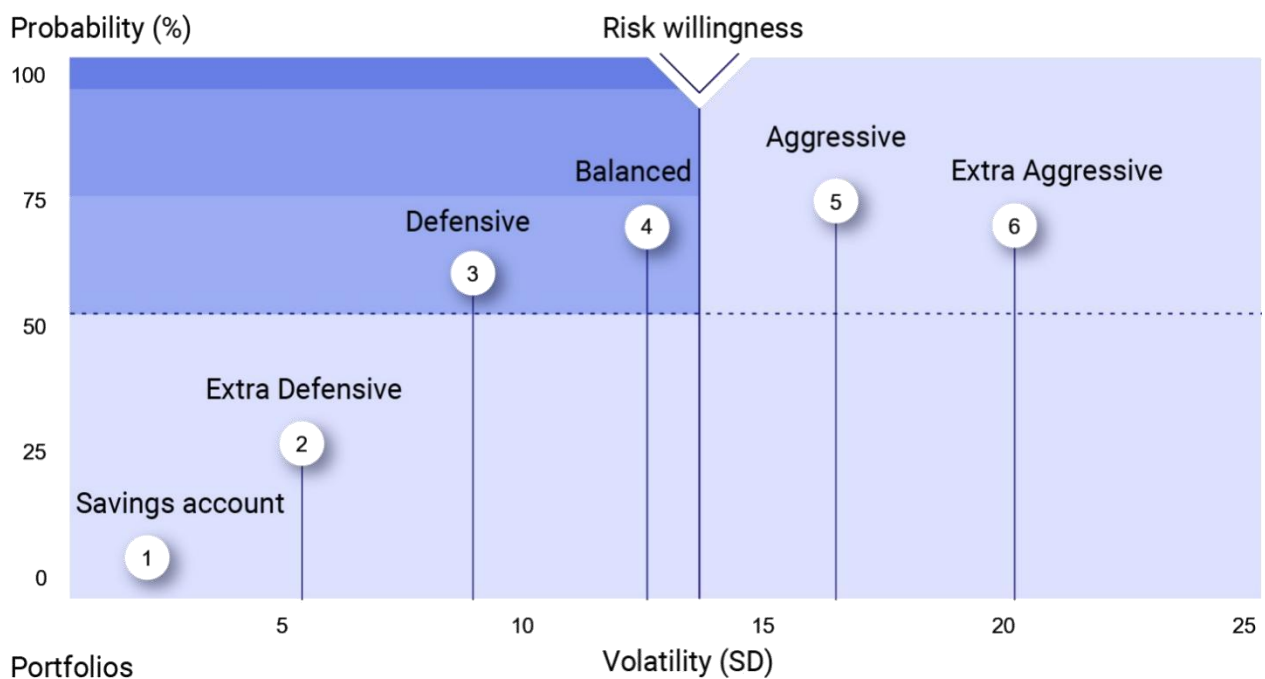 Probability (%)
Risk willingness
100
Aggressive
Balanced
Extra Aggressive
75
5
Defensive
4
6
3
50
Extra Defensive
25
2
Savings account
1
0
5
10
15
20
25
Portfolios
Volatility (SD)